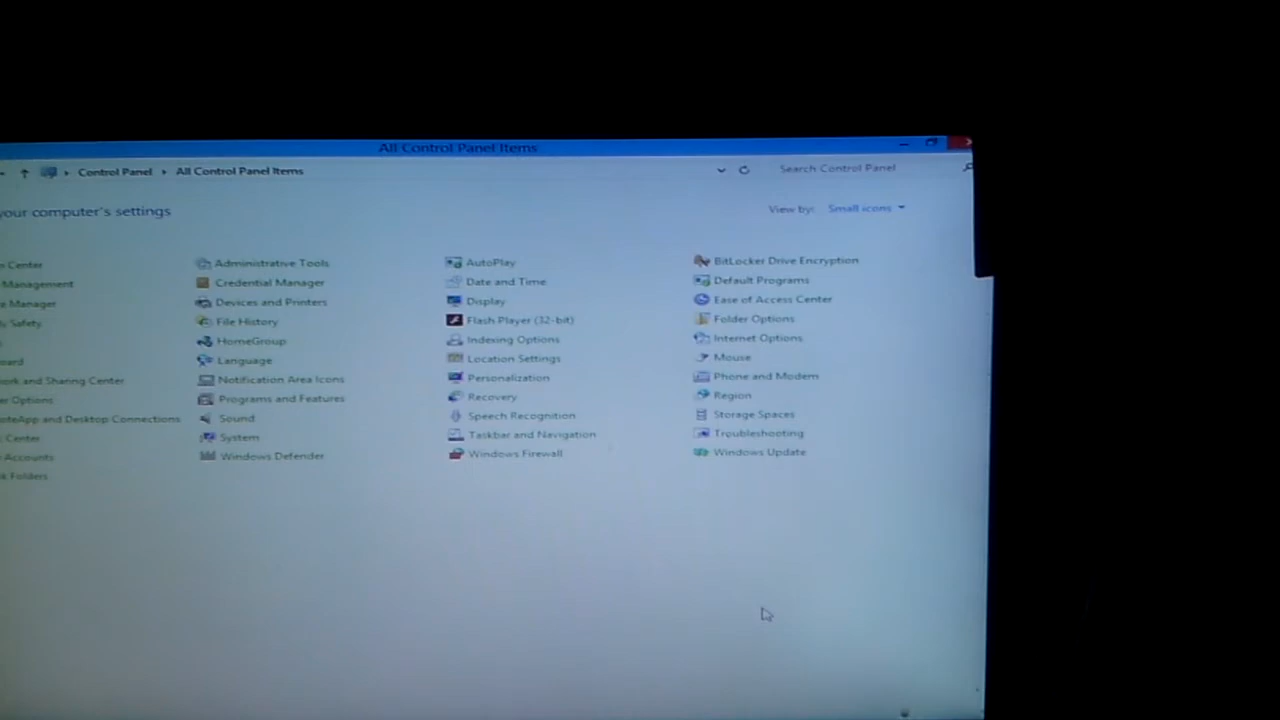 All Control Panel Items
Control Panel All Control Panel Items
Search Control Panel
your computer's settings
View by: Small icons
Center
Administrative Tools
AutoPlay
BitLocker Drive Encryption
Management
Credential Manager
Date and Time
Default Programs
Manager
Devices and Printers
Display
Ease of Access Center
Safety
File History
Flash Player (32-bit)
Folder Options
HomeGroup
Indexing Options
Internet Options
oard
Language
Location Settings
Mouse
ork and Sharing Center
Notification Area Icons
Personalization
Phone and Modem
er Options
Programs and Features
Recovery
Region
oteApp and Desktop Connections
Sound
Speech Recognition
Storage Spaces
Center
System
Taskbar and Navigation
Troubleshooting
Accounts
Windows Defender
Windows Firewall
Windows Update
k Folders